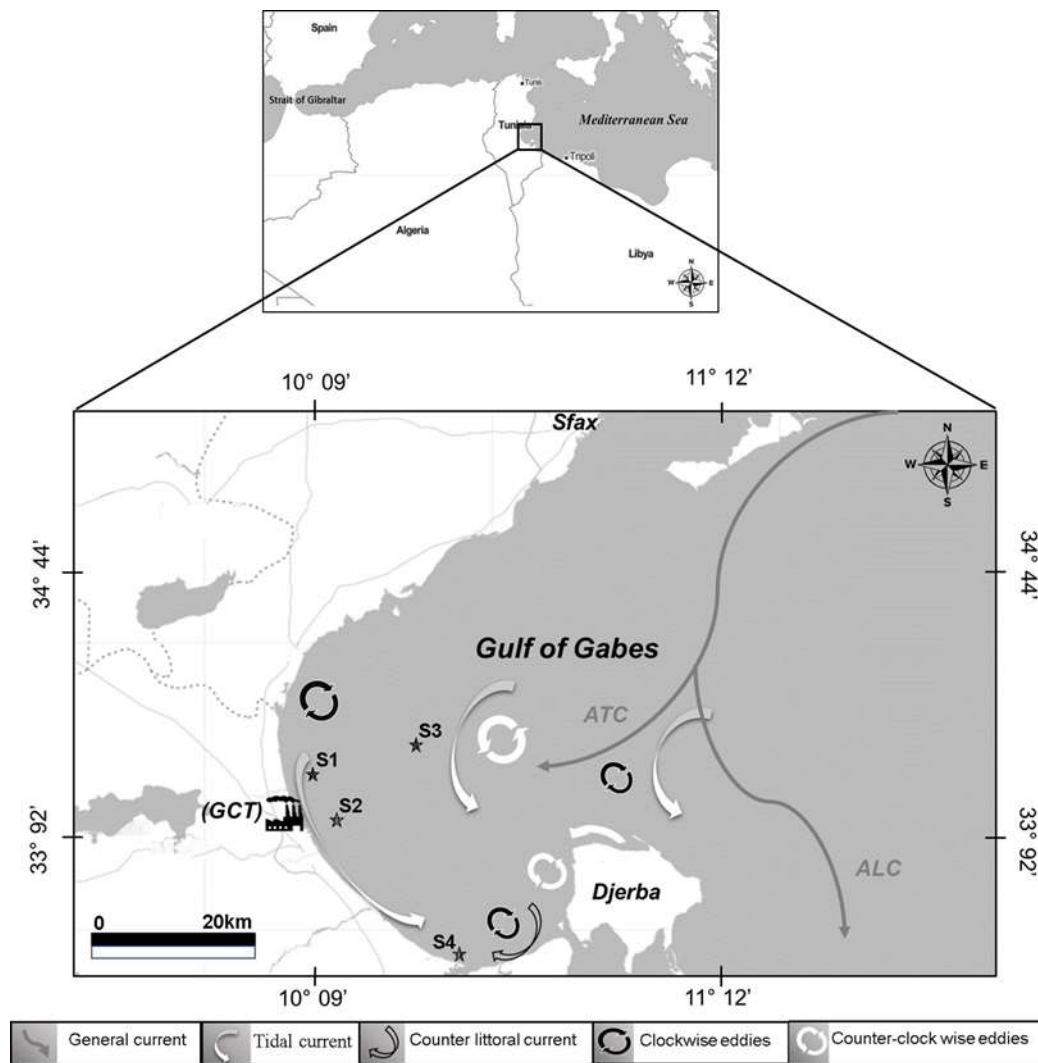 Spain
Strait of Gibraltar
Tunis
Tunisia
Mediterranean Sea
Tripoli
Algeria
Libya
N
W E
S
10° 09' 11° 12'
Sfax
N
W E
S
34° 44' 34° 44'
Gulf of Gabes
ATC
S3
S1
(GCT) S2
33° 92' 33° 92'
ALC
Djerba
0 20km
S4
10° 09' 11° 12'
General current Tidal current Counter littoral current Clockwise eddies Counter-clock wise eddies